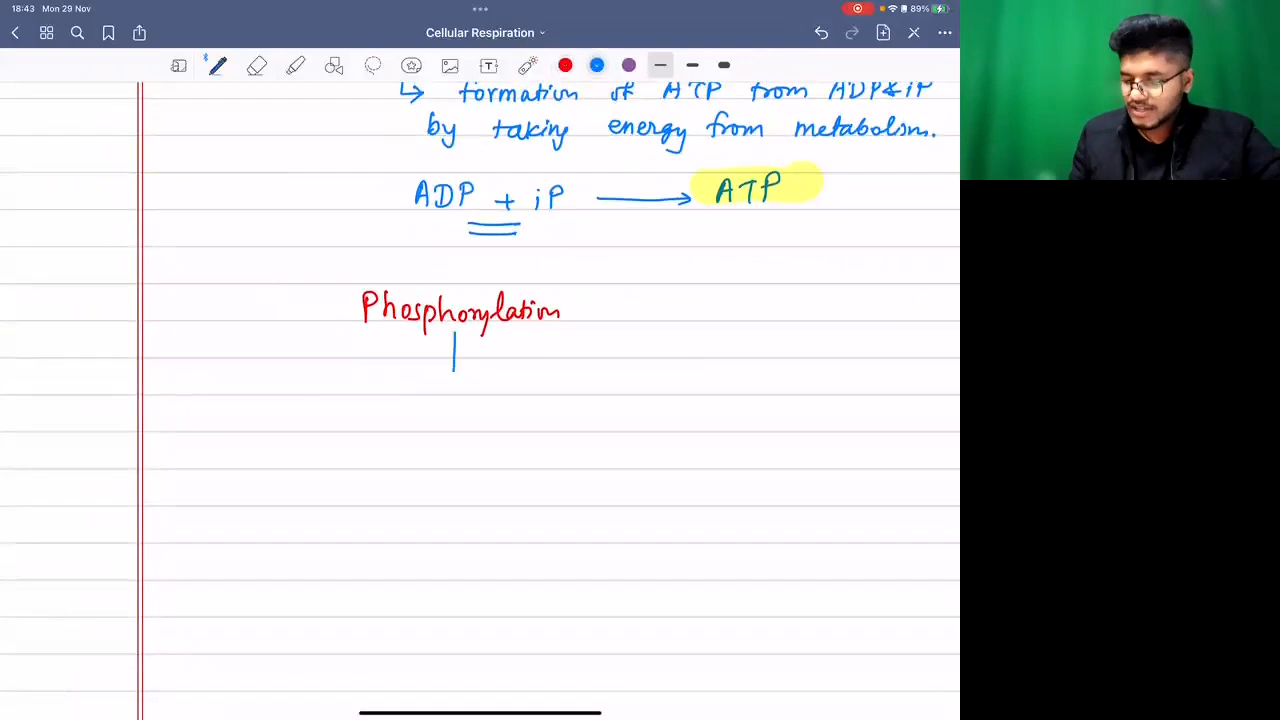 18:43 Mon 29 Nov
89%
Cellular Respiration
T
↳ formation of ATP from ADP & iP
by taking energy from metabolism.
ADP + iP ⟶ ATP
Phosphorylation